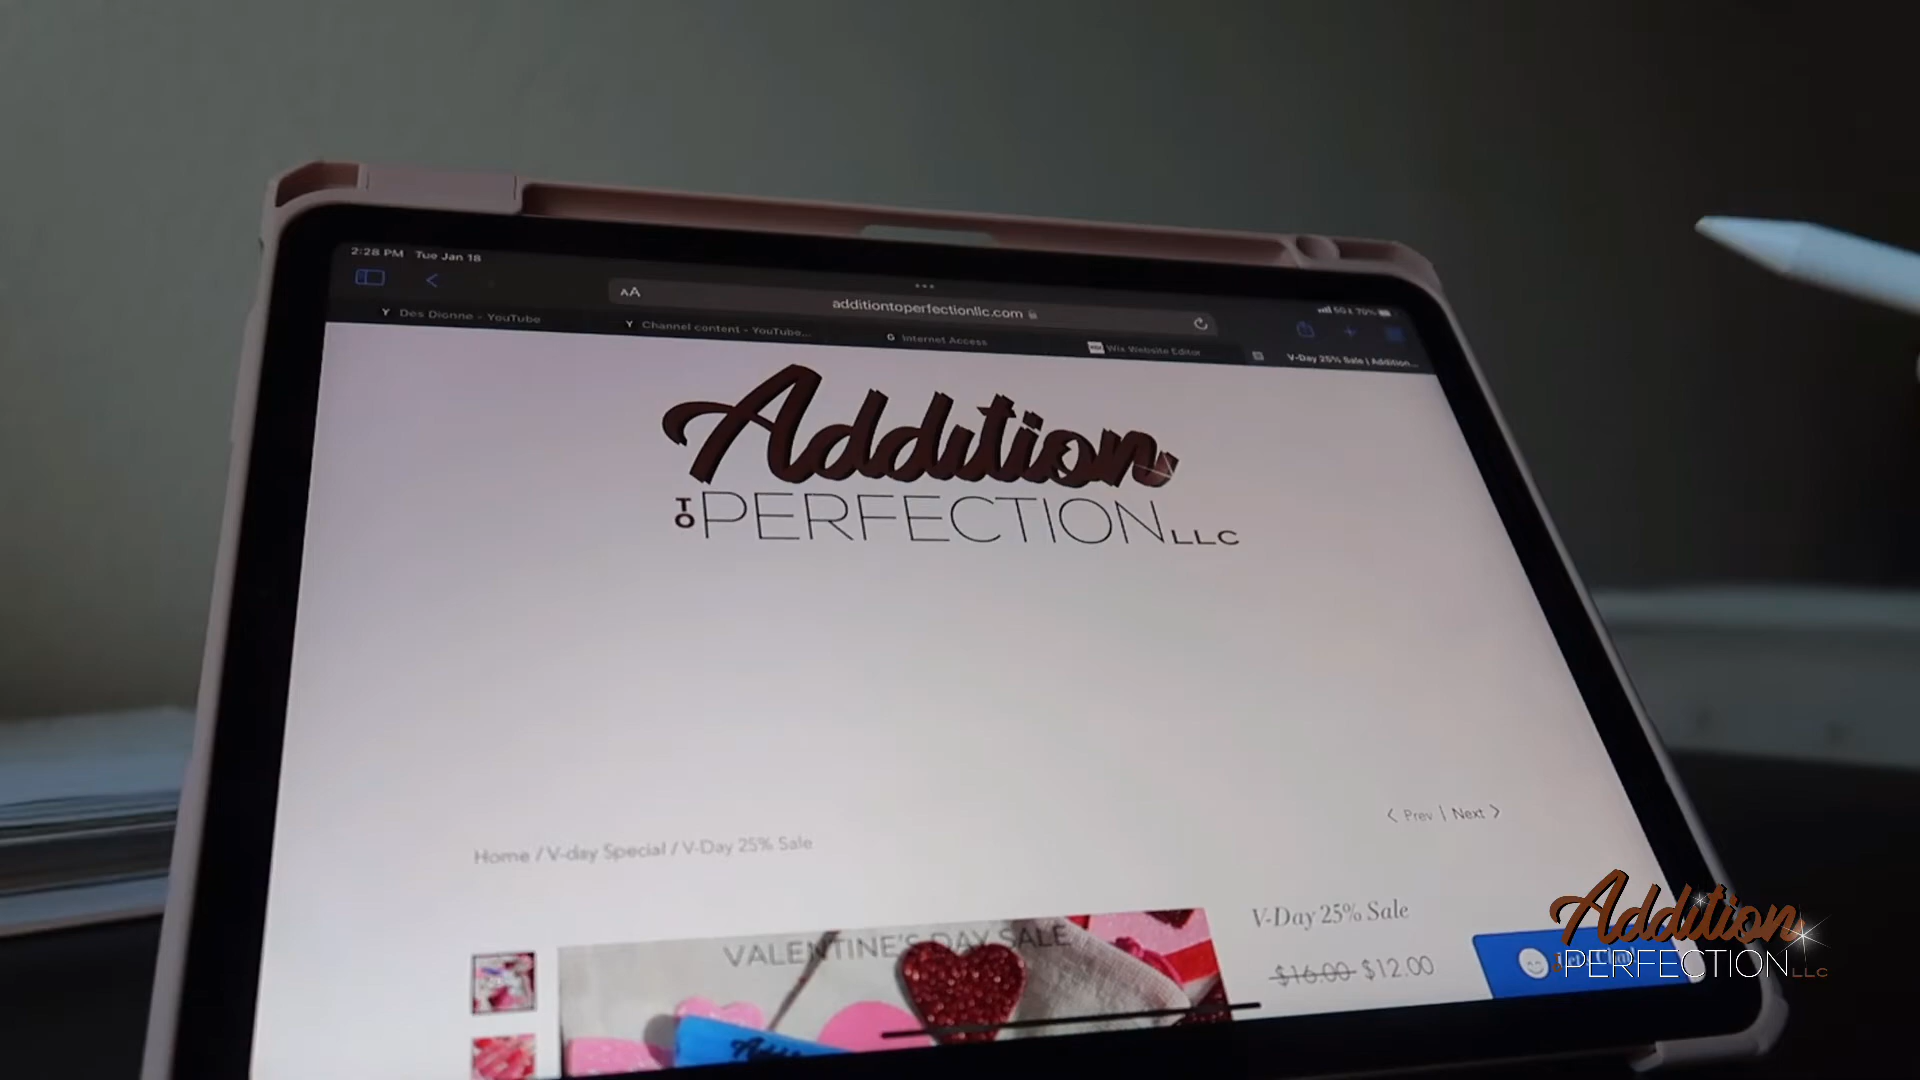 2:28 PM Tue Jan 18
AA
additiontoperfectionllc.com
5G 70%
Des Dionne - YouTube
Channel content - YouTube...
Internet Access
Wix Website Editor
V-Day 25% Sale | Addition...
Addition
TO PERFECTION LLC
< Prev | Next >
Home / V-day Special / V-Day 25% Sale
VALENTINE'S DAY SALE
V-Day 25% Sale
$16.00 $12.00
Addition
PERFECTION LLC